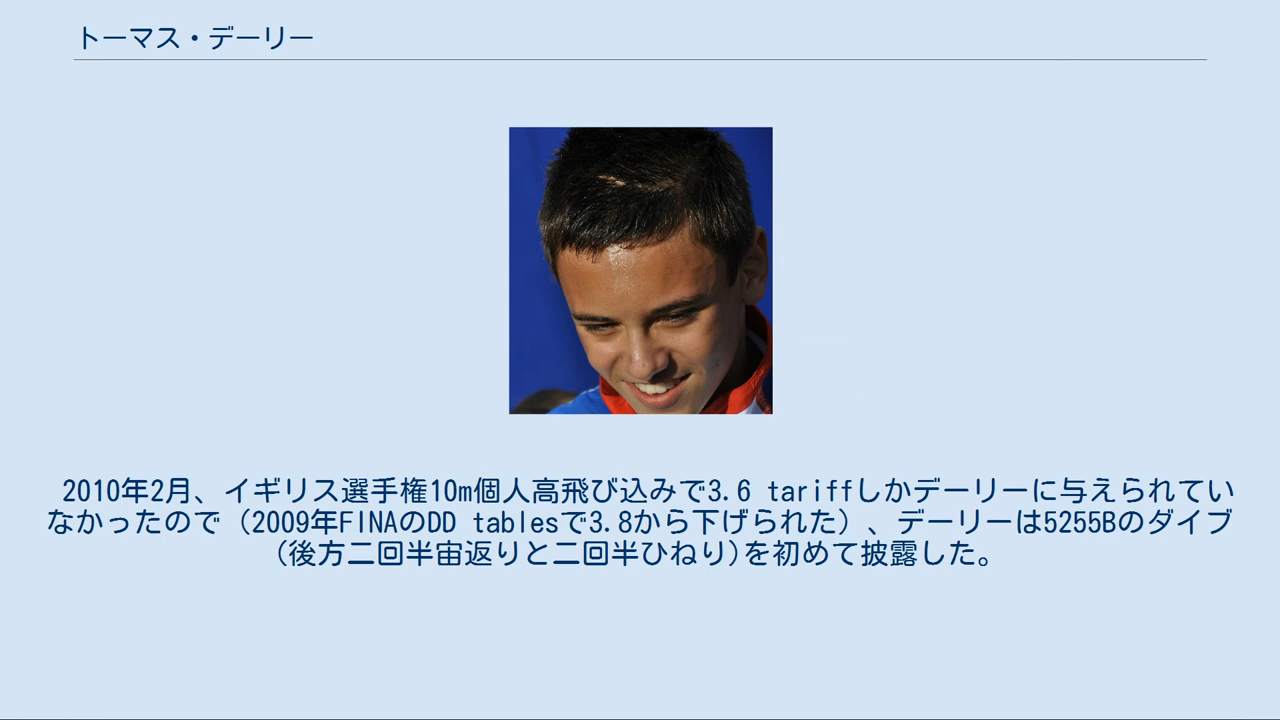 トーマス・デーリー
2010年2月、イギリス選手権10m個人高飛び込みで3.6 tariffしかデーリーに与えられてい
なかったので（2009年FINAのDD tablesで3.8から下げられた）、デーリーは5255Bのダイブ
(後方二回半宙返りと二回半ひねり)を初めて披露した。